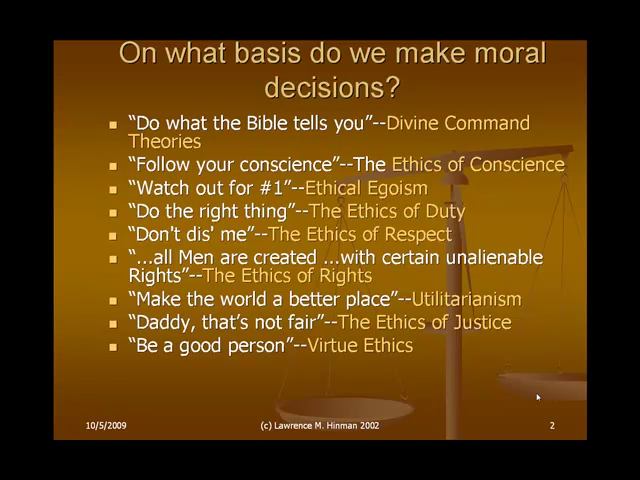 On what basis do we make moral
decisions?
■ “Do what the Bible tells you”--Divine Command
Theories
■ “Follow your conscience”--The Ethics of Conscience
■ “Watch out for #1”--Ethical Egoism
■ “Do the right thing”--The Ethics of Duty
■ “Don't dis' me”--The Ethics of Respect
■ “...all Men are created ...with certain unalienable
Rights”--The Ethics of Rights
■ “Make the world a better place”--Utilitarianism
■ “Daddy, that’s not fair”--The Ethics of Justice
■ “Be a good person”--Virtue Ethics
10/5/2009 (c) Lawrence M. Hinman 2002 2